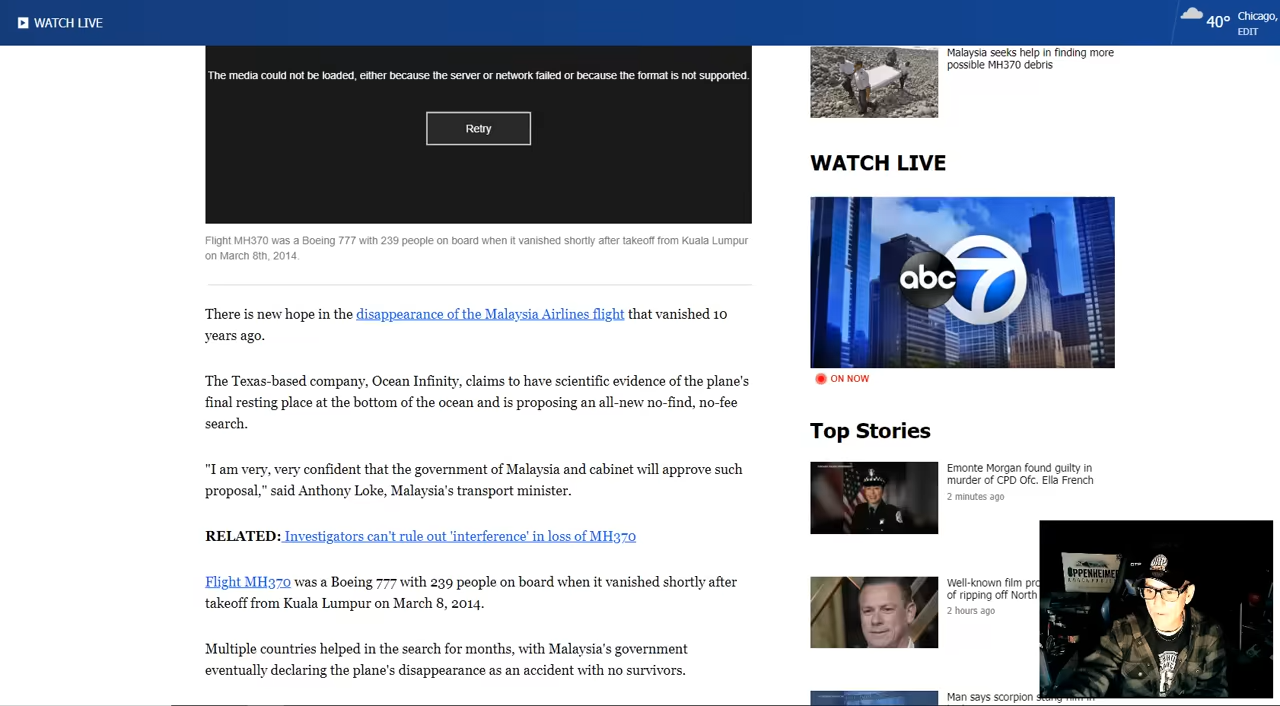 WATCH LIVE
40°
Chicago,
EDIT
The media could not be loaded, either because the server or network failed or because the format is not supported.
Retry
Flight MH370 was a Boeing 777 with 239 people on board when it vanished shortly after takeoff from Kuala Lumpur
on March 8th, 2014.
There is new hope in the disappearance of the Malaysia Airlines flight that vanished 10
years ago.
The Texas-based company, Ocean Infinity, claims to have scientific evidence of the plane's
final resting place at the bottom of the ocean and is proposing an all-new no-find, no-fee
search.
"I am very, very confident that the government of Malaysia and cabinet will approve such
proposal," said Anthony Loke, Malaysia's transport minister.
RELATED: Investigators can't rule out 'interference' in loss of MH370
Flight MH370 was a Boeing 777 with 239 people on board when it vanished shortly after
takeoff from Kuala Lumpur on March 8, 2014.
Multiple countries helped in the search for months, with Malaysia's government
eventually declaring the plane's disappearance as an accident with no survivors.
Malaysia seeks help in finding more
possible MH370 debris
WATCH LIVE
abc 7
ON NOW
Top Stories
Emonte Morgan found guilty in
murder of CPD Ofc. Ella French
2 minutes ago
Well-known film pro
of ripping off North
2 hours ago
Man says scorpion stung him in
OPPENHEIMER